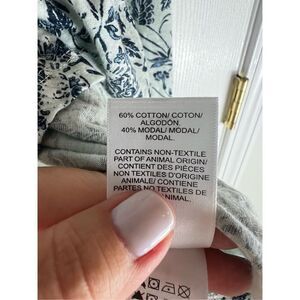 60% COTTON/ COTON/
ALGODÓN.
40% MODAL/ MODAL/
MODAL.
CONTAINS NON-TEXTILE
PART OF ANIMAL ORIGIN/
CONTIENT DES PIÈCES
NON TEXTILES D'ORIGINE
ANIMALE/ CONTIENE
PARTES NO TEXTILES DE
ANIMAL.